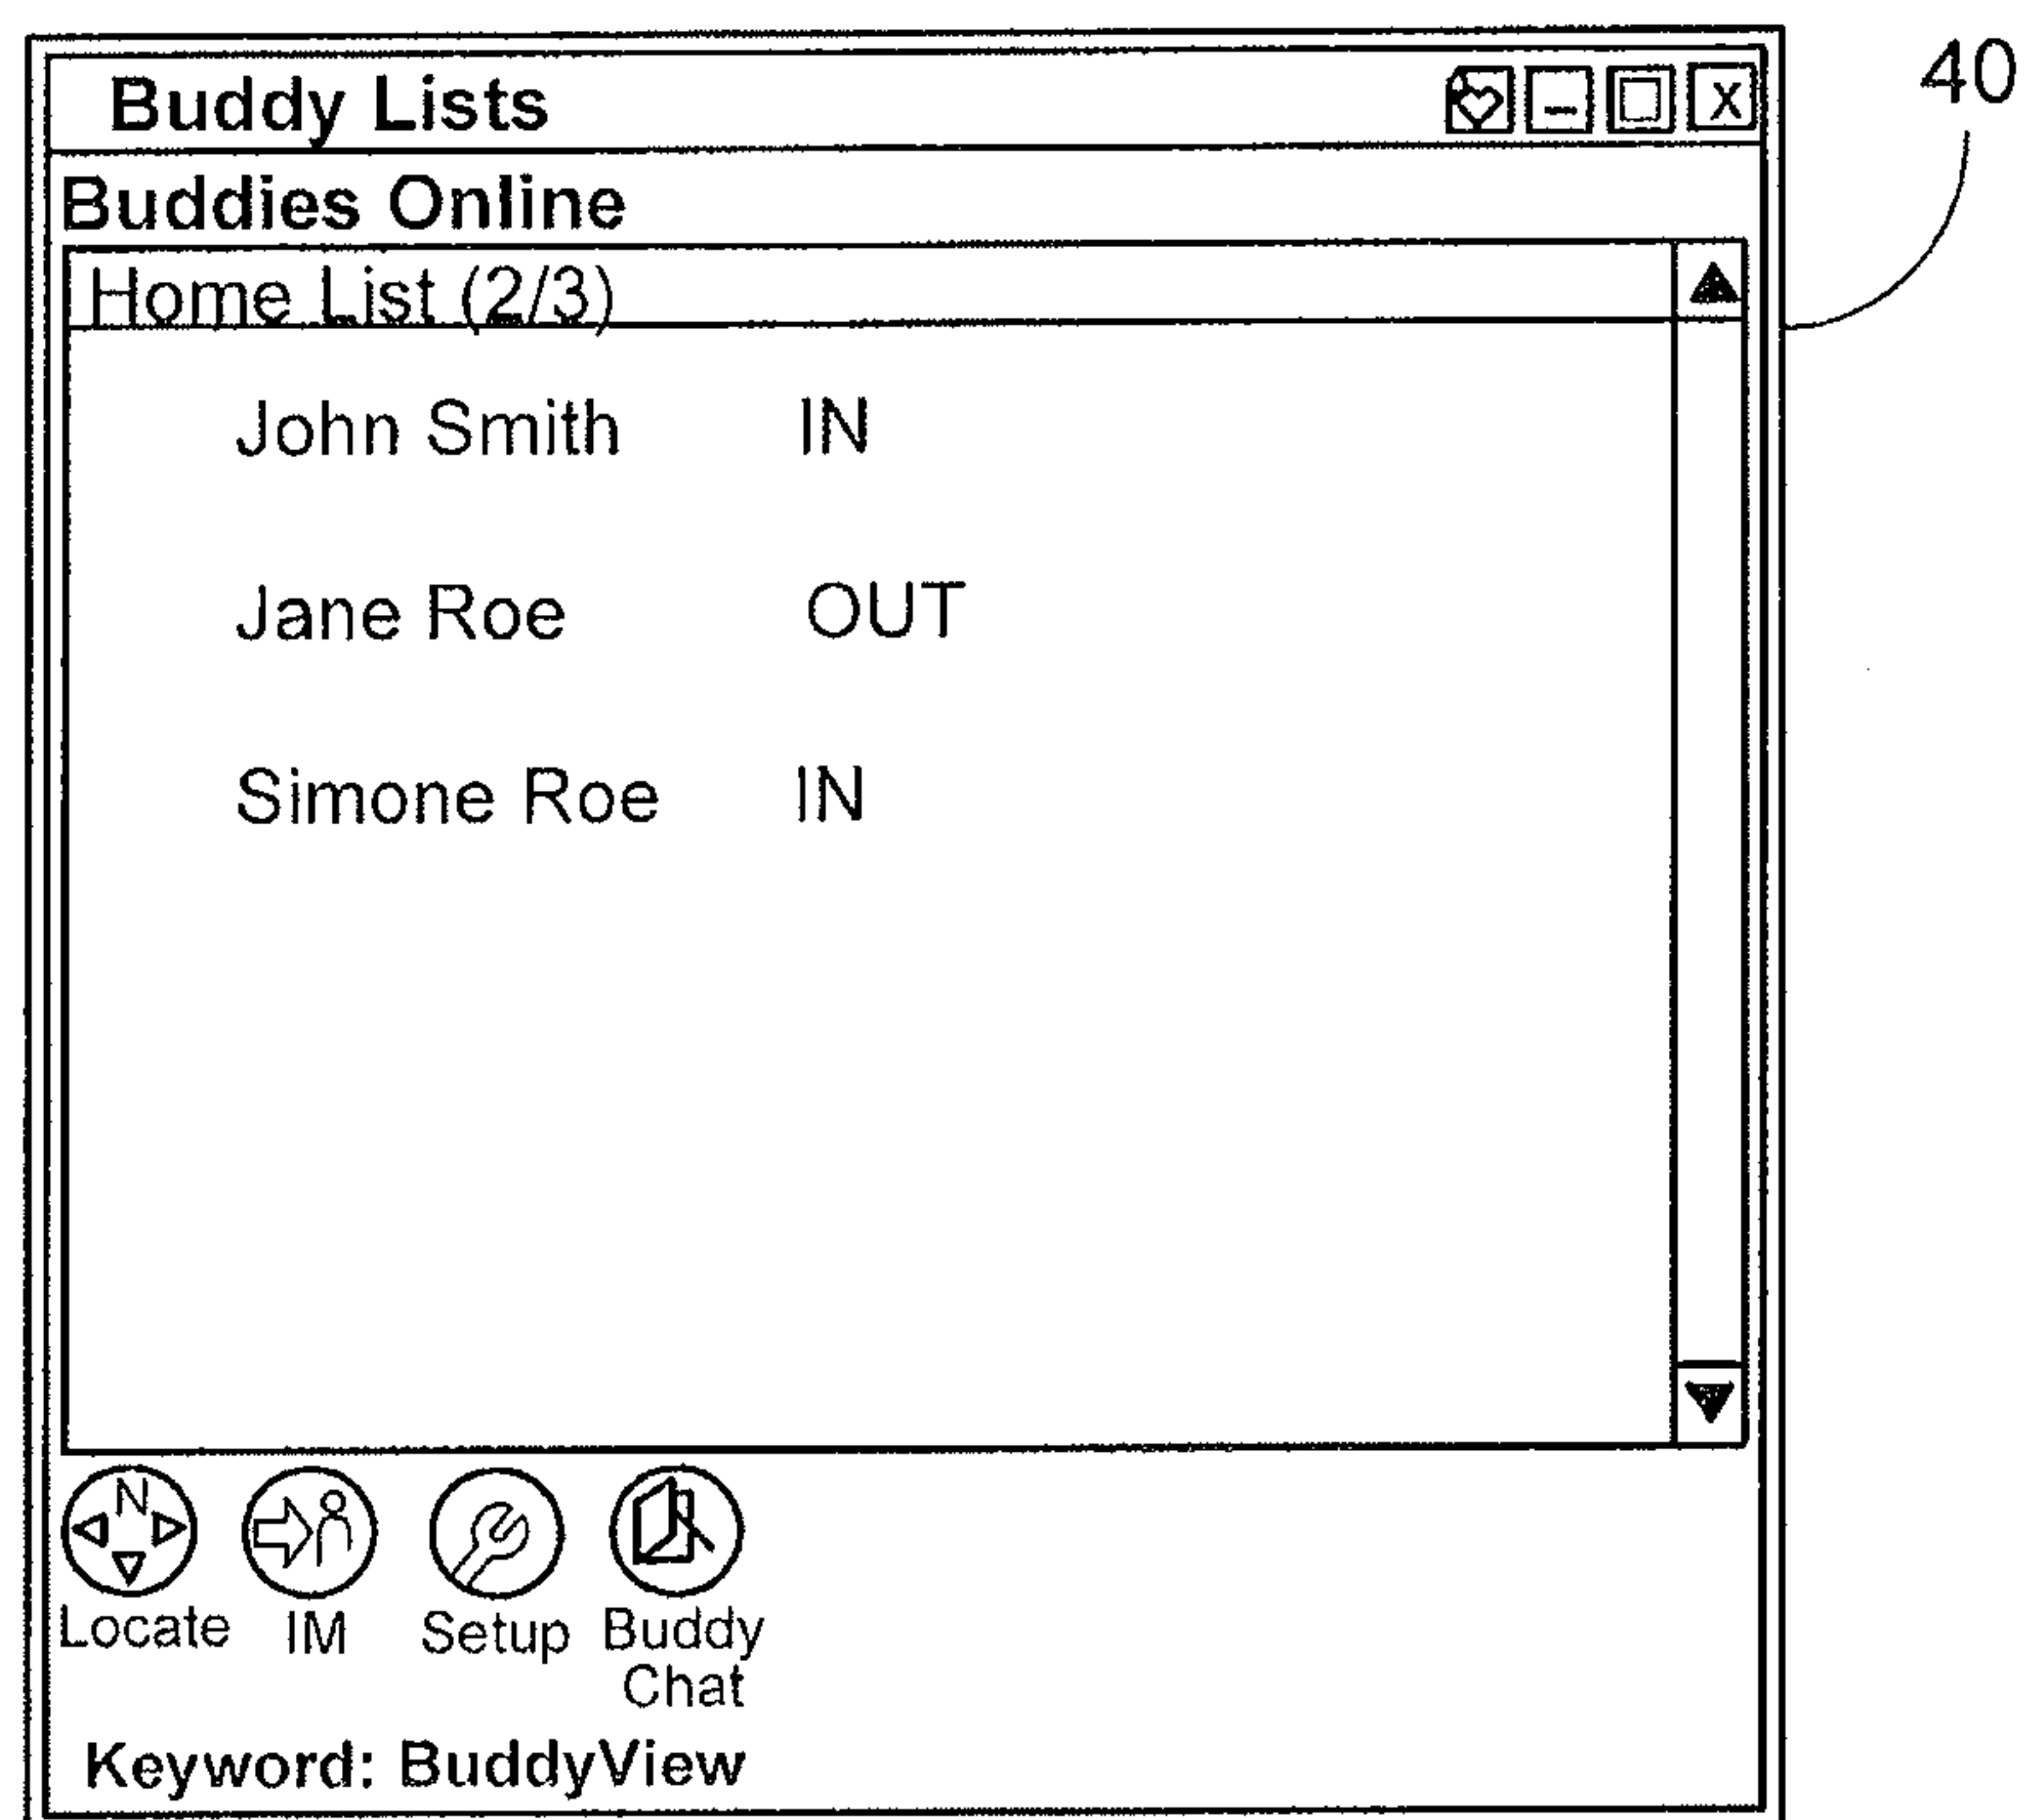 40
Buddy Lists
X
Buddies Online
Home List (2/3)
John Smith IN
Jane Roe OUT
Simone Roe IN
N
Locate IM Setup Buddy
Chat
Keyword: BuddyView